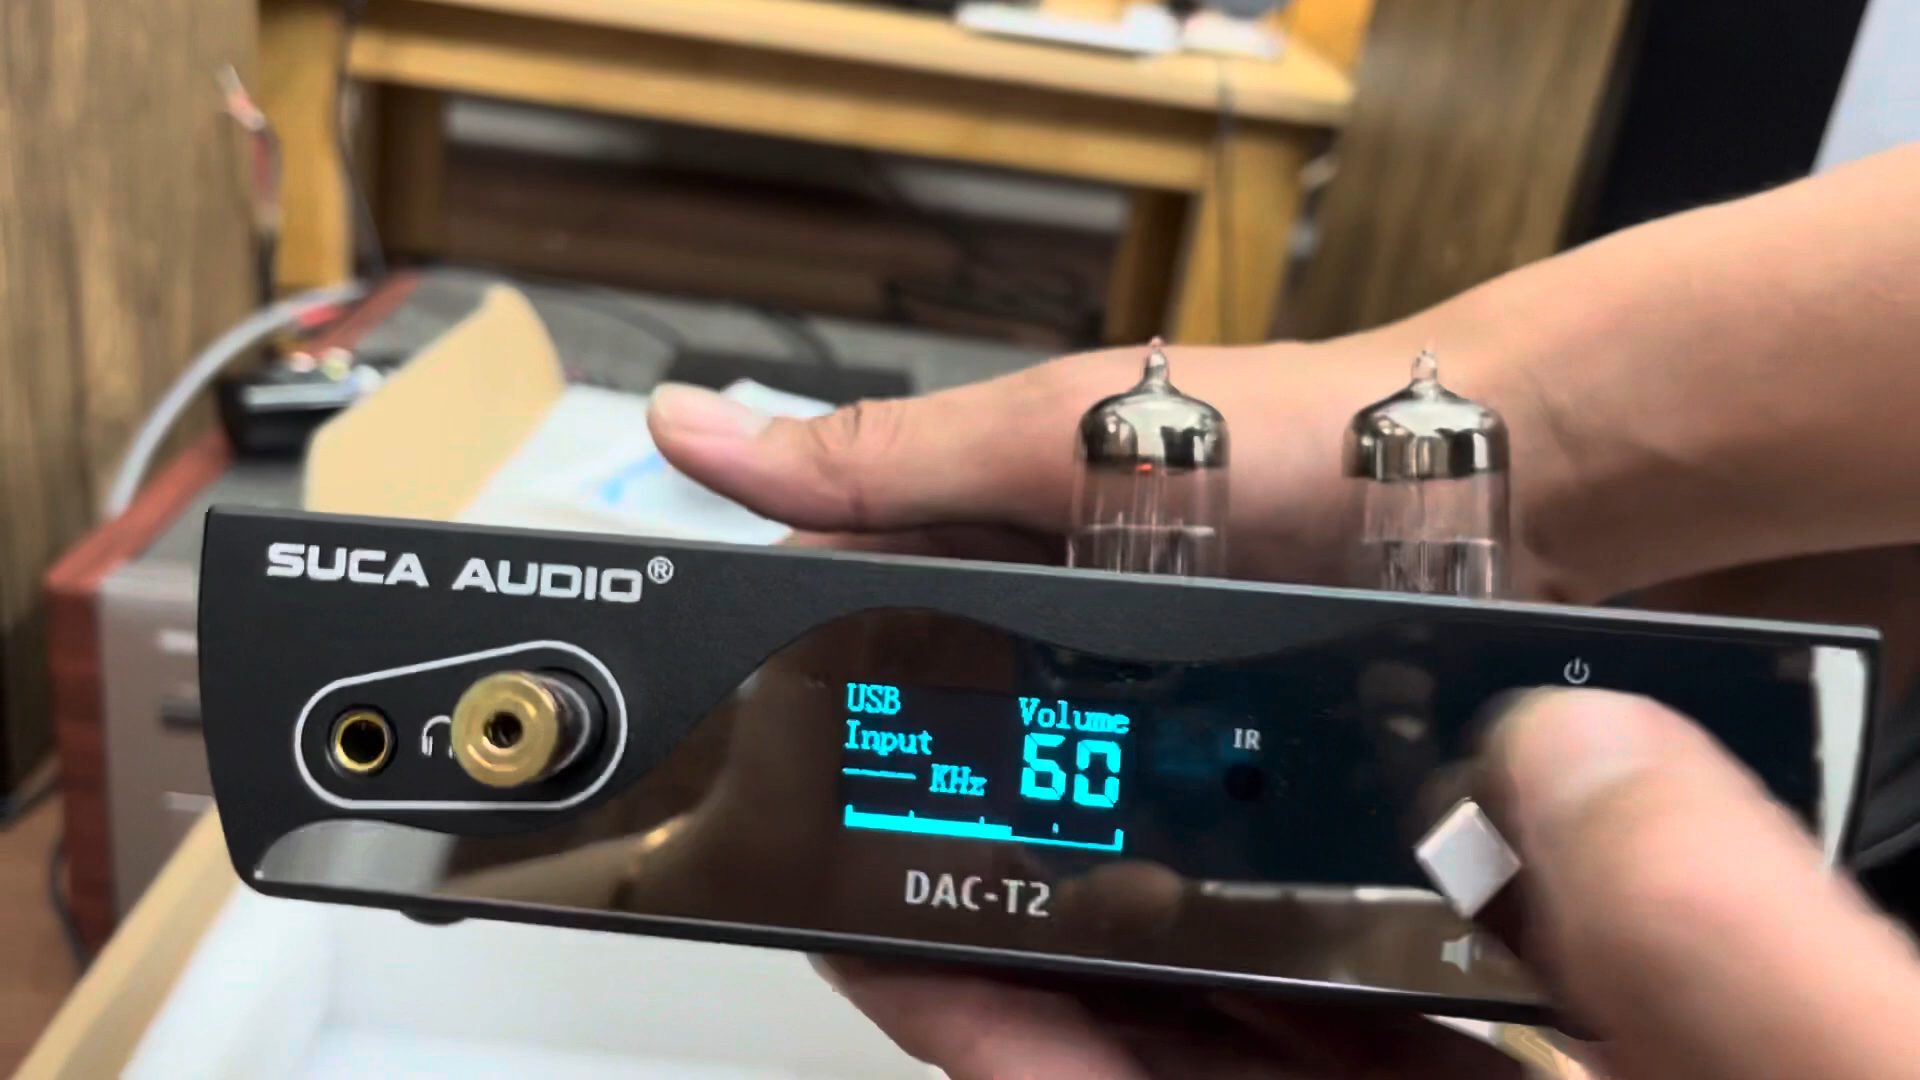 SUCA AUDIO®
USB
Input
--- KHz
Volume
60
IR
DAC-T2